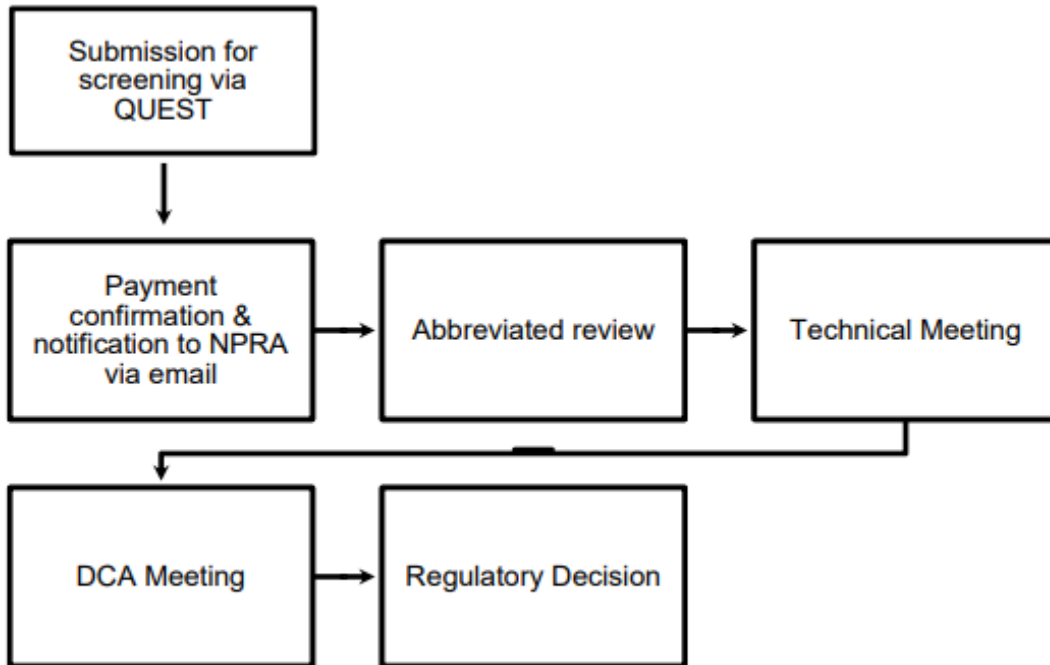 Submission for
screening via
QUEST
Payment
confirmation &
notification to NPRA
via email
Abbreviated review
Technical Meeting
DCA Meeting
Regulatory Decision